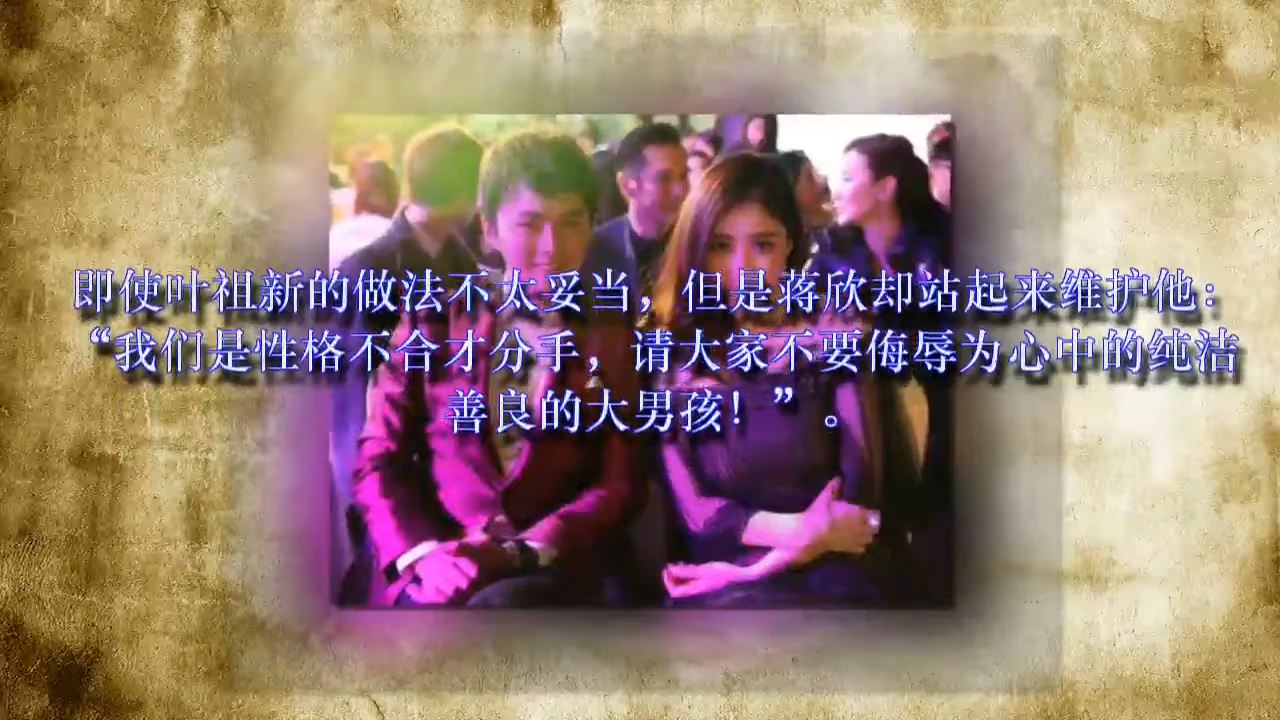 即使叶祖新的做法不太妥当，但是蒋欣却站起来维护他：
“我们是性格不合才分手，请大家不要侮辱为心中的纯洁
善良的大男孩！”。